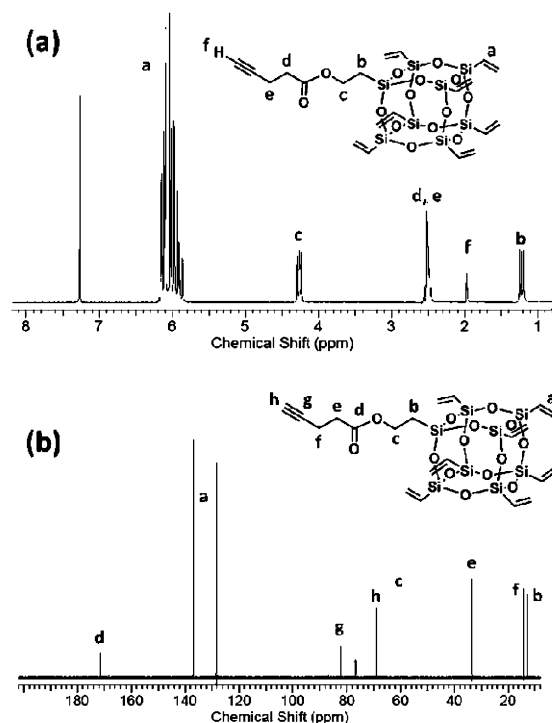 (a)
f H
a
d
e
O
O
c
b
Si
O
a
d, e
c
f
b
8 7 6 5 4 3 2 1
Chemical Shift (ppm)
(b)
h g e d O b
f O c
Si O
a
a
d
g
h
c
e
f
b
180 160 140 120 100 80 60 40 20
Chemical Shift (ppm)